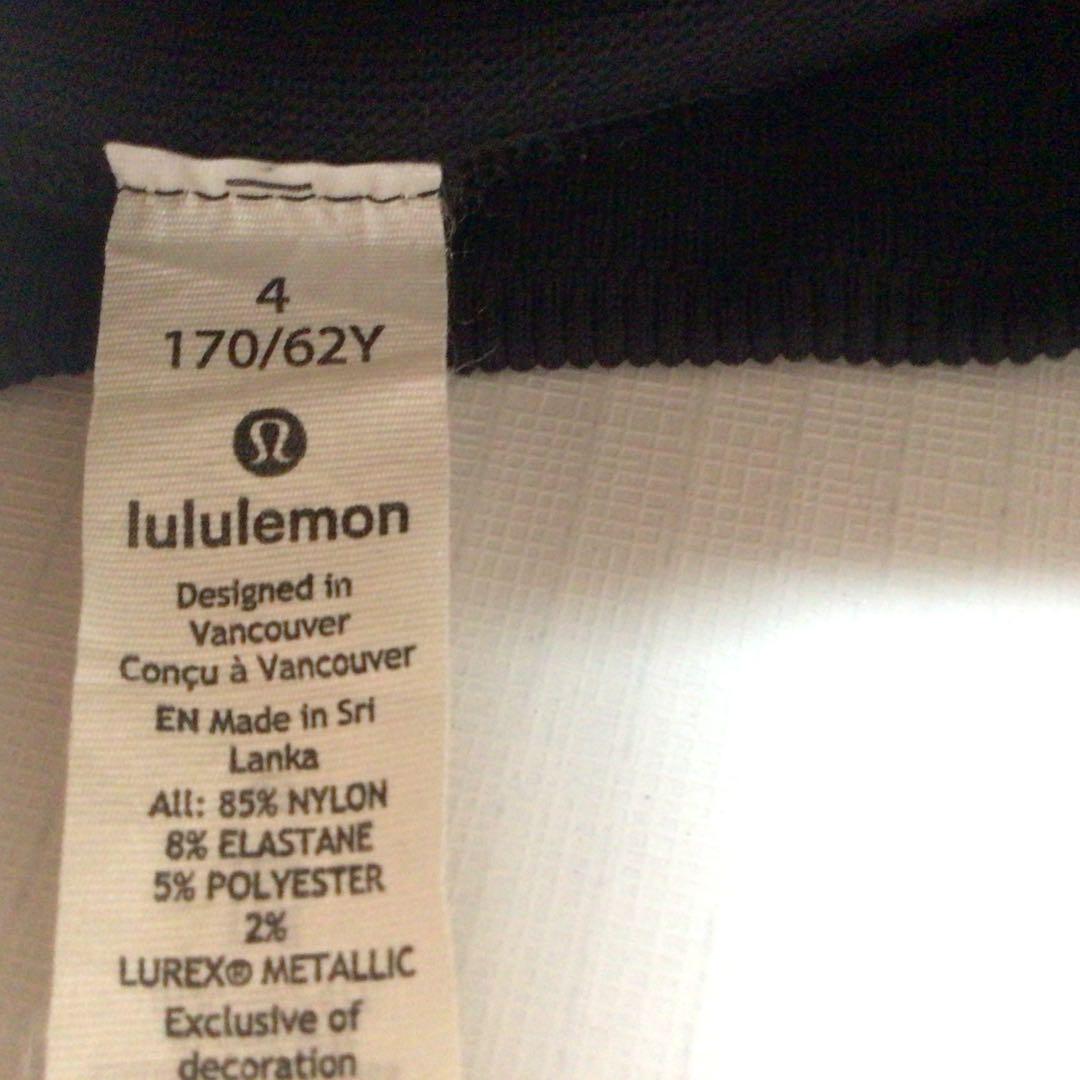 4
170/62Y
lululemon
Designed in
Vancouver
Conçu à Vancouver
EN Made in Sri
Lanka
All: 85% NYLON
8% ELASTANE
5% POLYESTER
2%
LUREX® METALLIC
Exclusive of
decoration